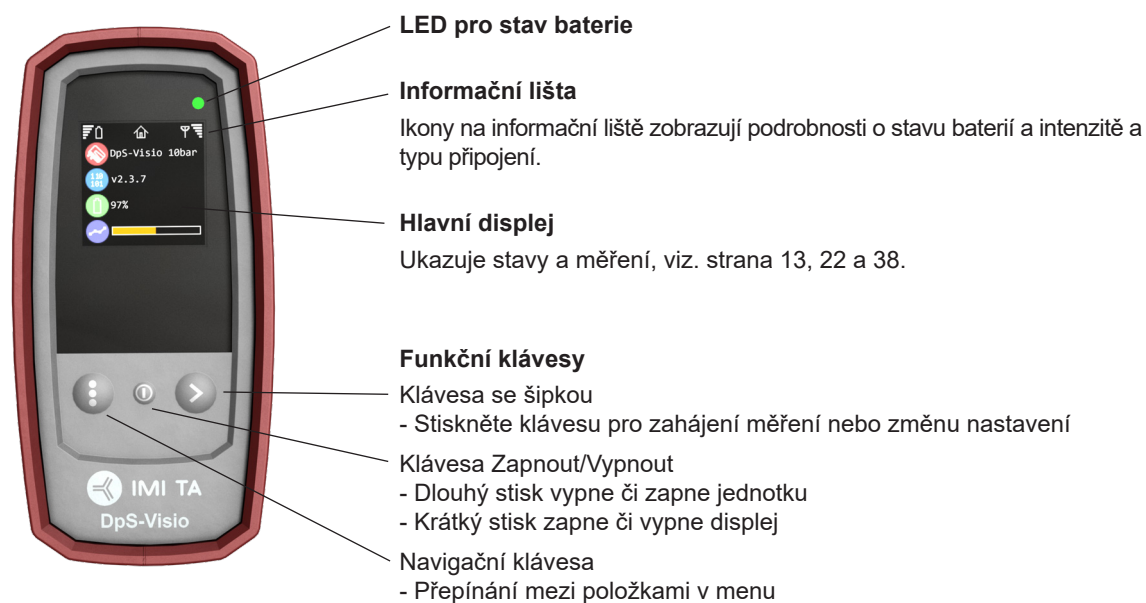 LED pro stav baterie
Informační lišta
Ikony na informační liště zobrazují podrobnosti o stavu baterií a intenzitě a
typu připojení.
DpS-Visio 10bar
110
101
v2.3.7
97%
Hlavní displej
Ukazuje stavy a měření, viz. strana 13, 22 a 38.
Funkční klávesy
Klávesa se šipkou
- Stiskněte klávesu pro zahájení měření nebo změnu nastavení
Klávesa Zapnout/Vypnout
- Dlouhý stisk vypne či zapne jednotku
- Krátký stisk zapne či vypne displej
Navigační klávesa
- Přepínání mezi položkami v menu
IMI TA
DpS-Visio